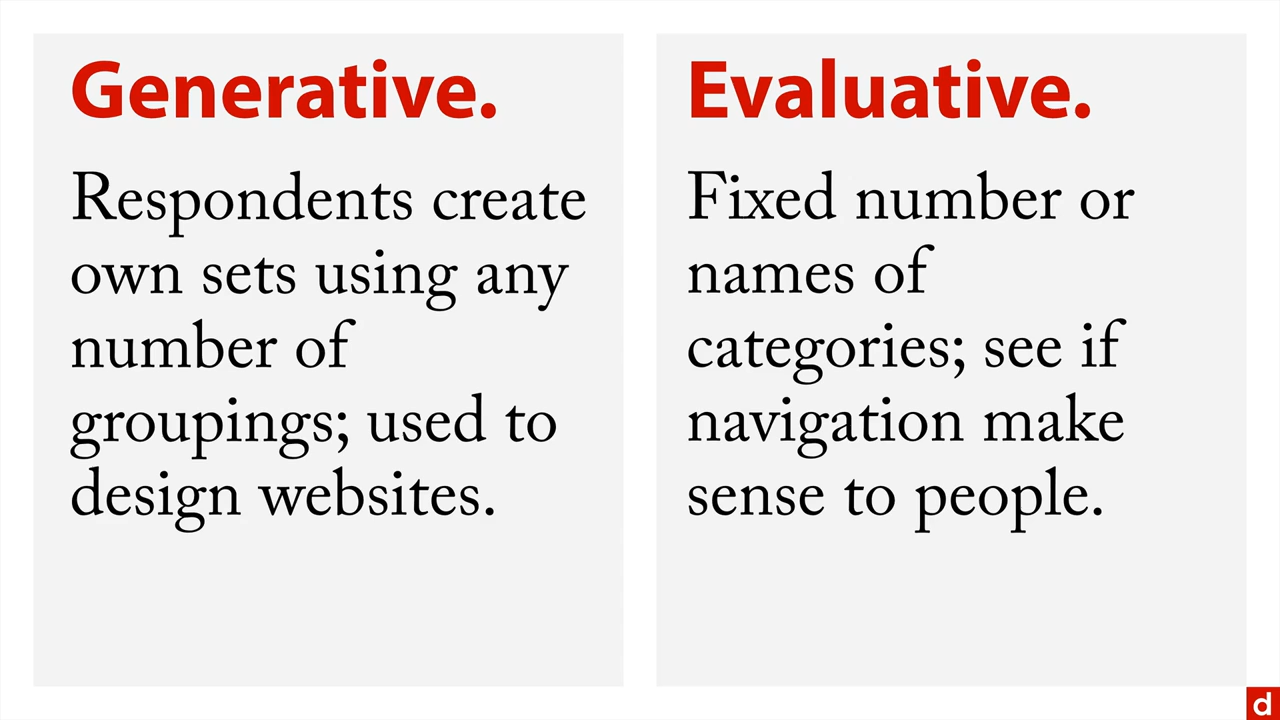 Generative.
Respondents create
own sets using any
number of
groupings; used to
design websites.
Evaluative.
Fixed number or
names of
categories; see if
navigation make
sense to people.
d